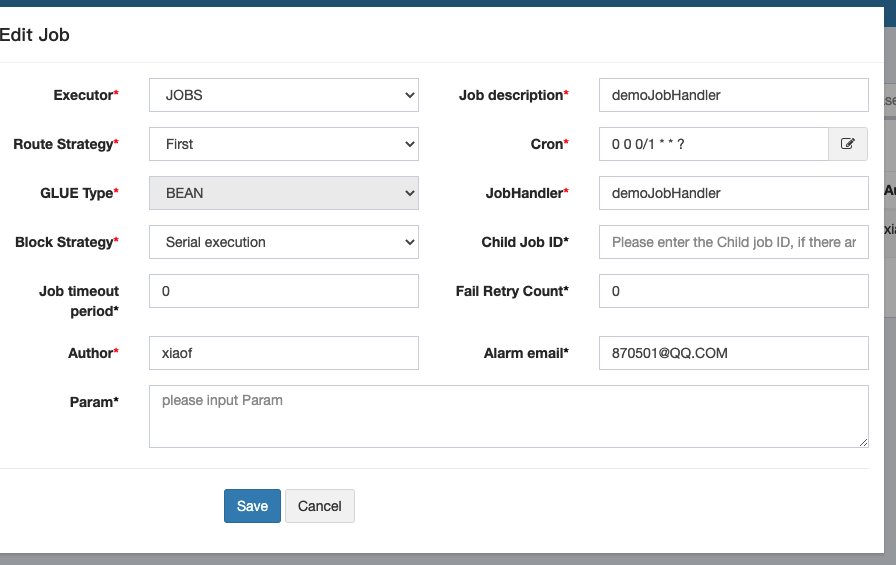 Edit Job
Executor* JOBS Job description* demoJobHandler
Route Strategy* First Cron* 0 0 0/1 * * ?
GLUE Type* BEAN JobHandler* demoJobHandler
Block Strategy* Serial execution Child Job ID* Please enter the Child job ID, if there ar
Job timeout period* 0 Fail Retry Count* 0
Author* xiaof Alarm email* 870501@QQ.COM
Param* please input Param
Save Cancel